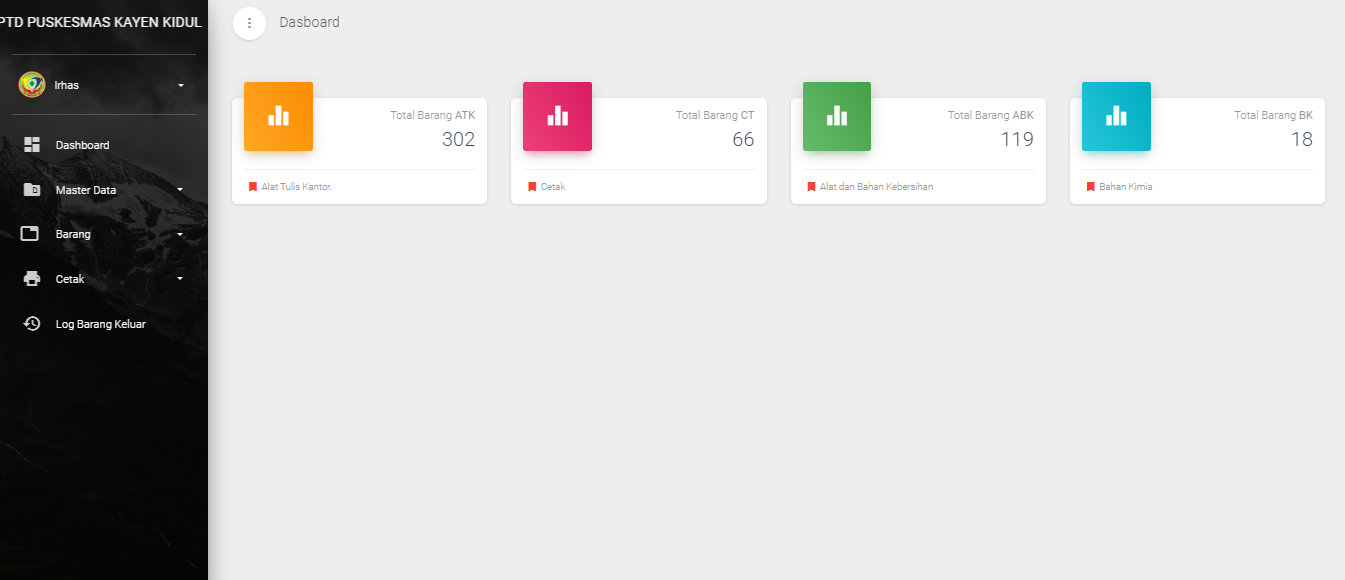 PTD PUSKESMAS KAYEN KIDUL
Irhas
Dashboard
Master Data
Barang
Cetak
Log Barang Keluar
Dasboard
Total Barang ATK
302
Alat Tulis Kantor.
Total Barang CT
66
Cetak
Total Barang ABK
119
Alat dan Bahan Kebersihan
Total Barang BK
18
Bahan Kimia